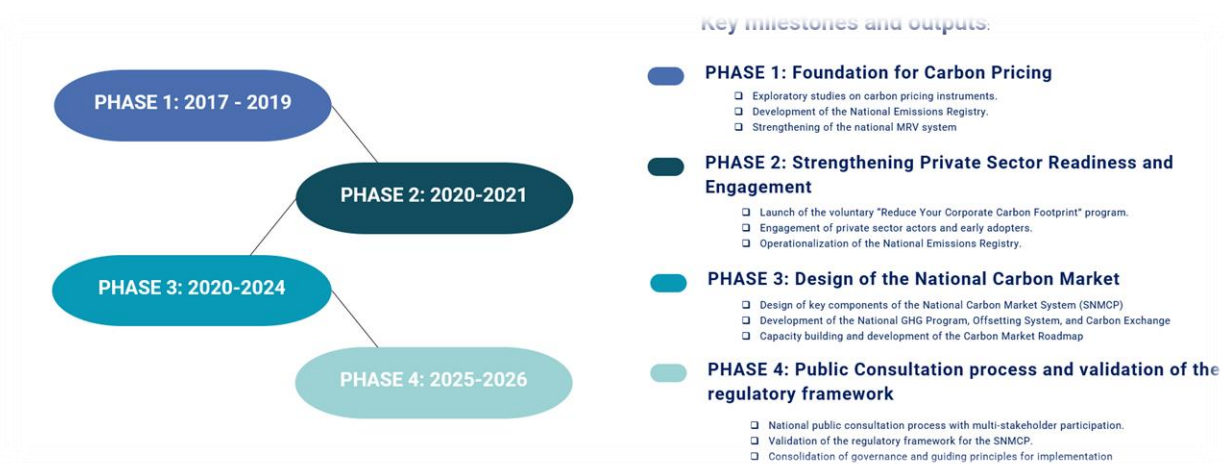 Key milestones and outputs:
PHASE 1: 2017 - 2019
PHASE 2: 2020-2021
PHASE 3: 2020-2024
PHASE 4: 2025-2026
PHASE 1: Foundation for Carbon Pricing
❑ Exploratory studies on carbon pricing instruments.
❑ Development of the National Emissions Registry.
❑ Strengthening of the national MRV system
PHASE 2: Strengthening Private Sector Readiness and
Engagement
❑ Launch of the voluntary "Reduce Your Corporate Carbon Footprint" program.
❑ Engagement of private sector actors and early adopters.
❑ Operationalization of the National Emissions Registry.
PHASE 3: Design of the National Carbon Market
❑ Design of key components of the National Carbon Market System (SNMCP)
❑ Development of the National GHG Program, Offsetting System, and Carbon Exchange
❑ Capacity building and development of the Carbon Market Roadmap
PHASE 4: Public Consultation process and validation of the
regulatory framework
❑ National public consultation process with multi-stakeholder participation.
❑ Validation of the regulatory framework for the SNMCP.
❑ Consolidation of governance and guiding principles for implementation